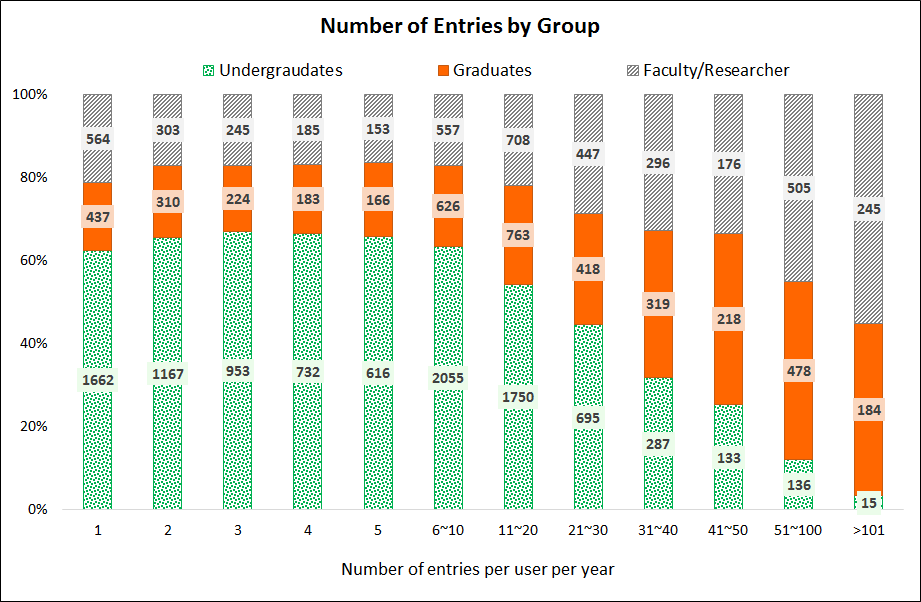 Number of Entries by Group
Undergraudates Graduates Faculty/Researcher
100%
564 303 245 185 153 557 708 447 296 176 505 245
80%
437 310 224 183 166 626 763 418 319 218 478 184
60%
40%
1662 1167 953 732 616 2055 1750 695 287 133 136 15
20%
0%
1 2 3 4 5 6~10 11~20 21~30 31~40 41~50 51~100 >101
Number of entries per user per year